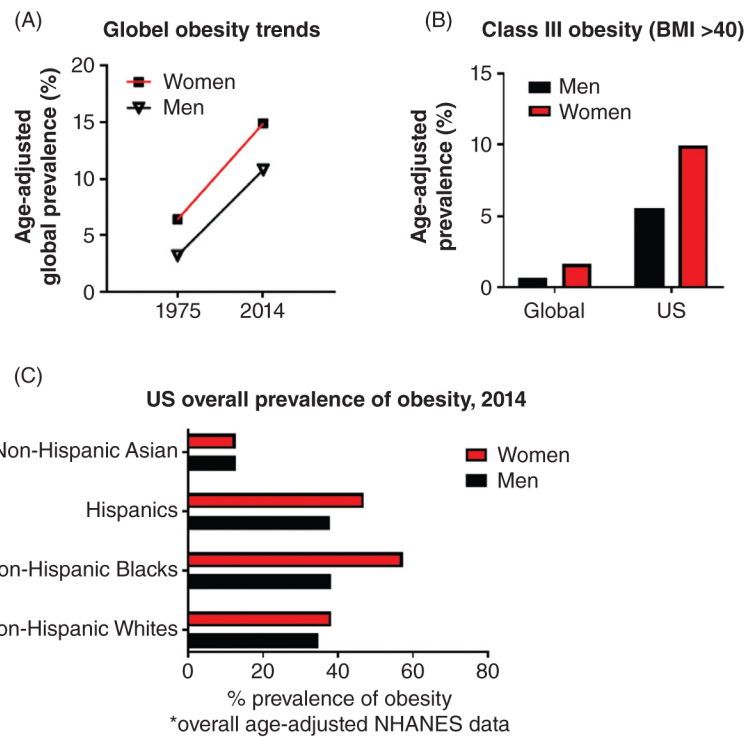 (A)
Globel obesity trends
Age-adjusted
global prevalence (%)
20
15
10
5
0
Women
Men
1975 2014
(B)
Class III obesity (BMI >40)
Age-adjusted
prevalence (%)
15
10
5
0
Men
Women
Global US
(C)
US overall prevalence of obesity, 2014
Non-Hispanic Asian
Hispanics
on-Hispanic Blacks
on-Hispanic Whites
Women
Men
0 20 40 60 80
% prevalence of obesity
*overall age-adjusted NHANES data